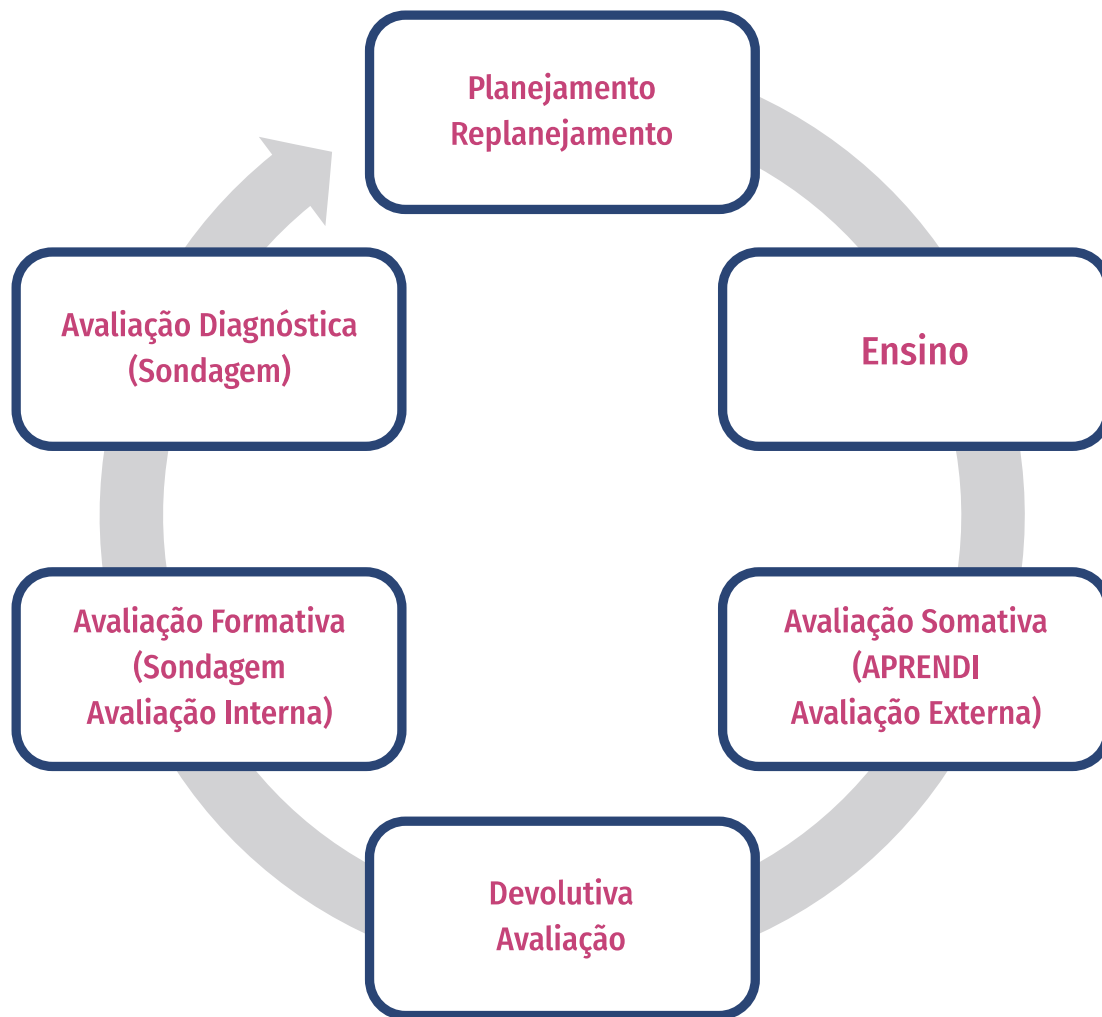 Planejamento
Replanejamento
Ensino
Avaliação Somativa
(APRENDI
Avaliação Externa)
Devolutiva
Avaliação
Avaliação Formativa
(Sondagem
Avaliação Interna)
Avaliação Diagnóstica
(Sondagem)